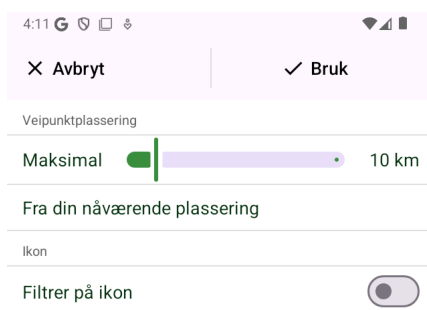 4:11
Avbryt
Bruk
Veipunktplassering
Maksimal 10 km
Fra din nåværende plassering
Ikon
Filtrer på ikon